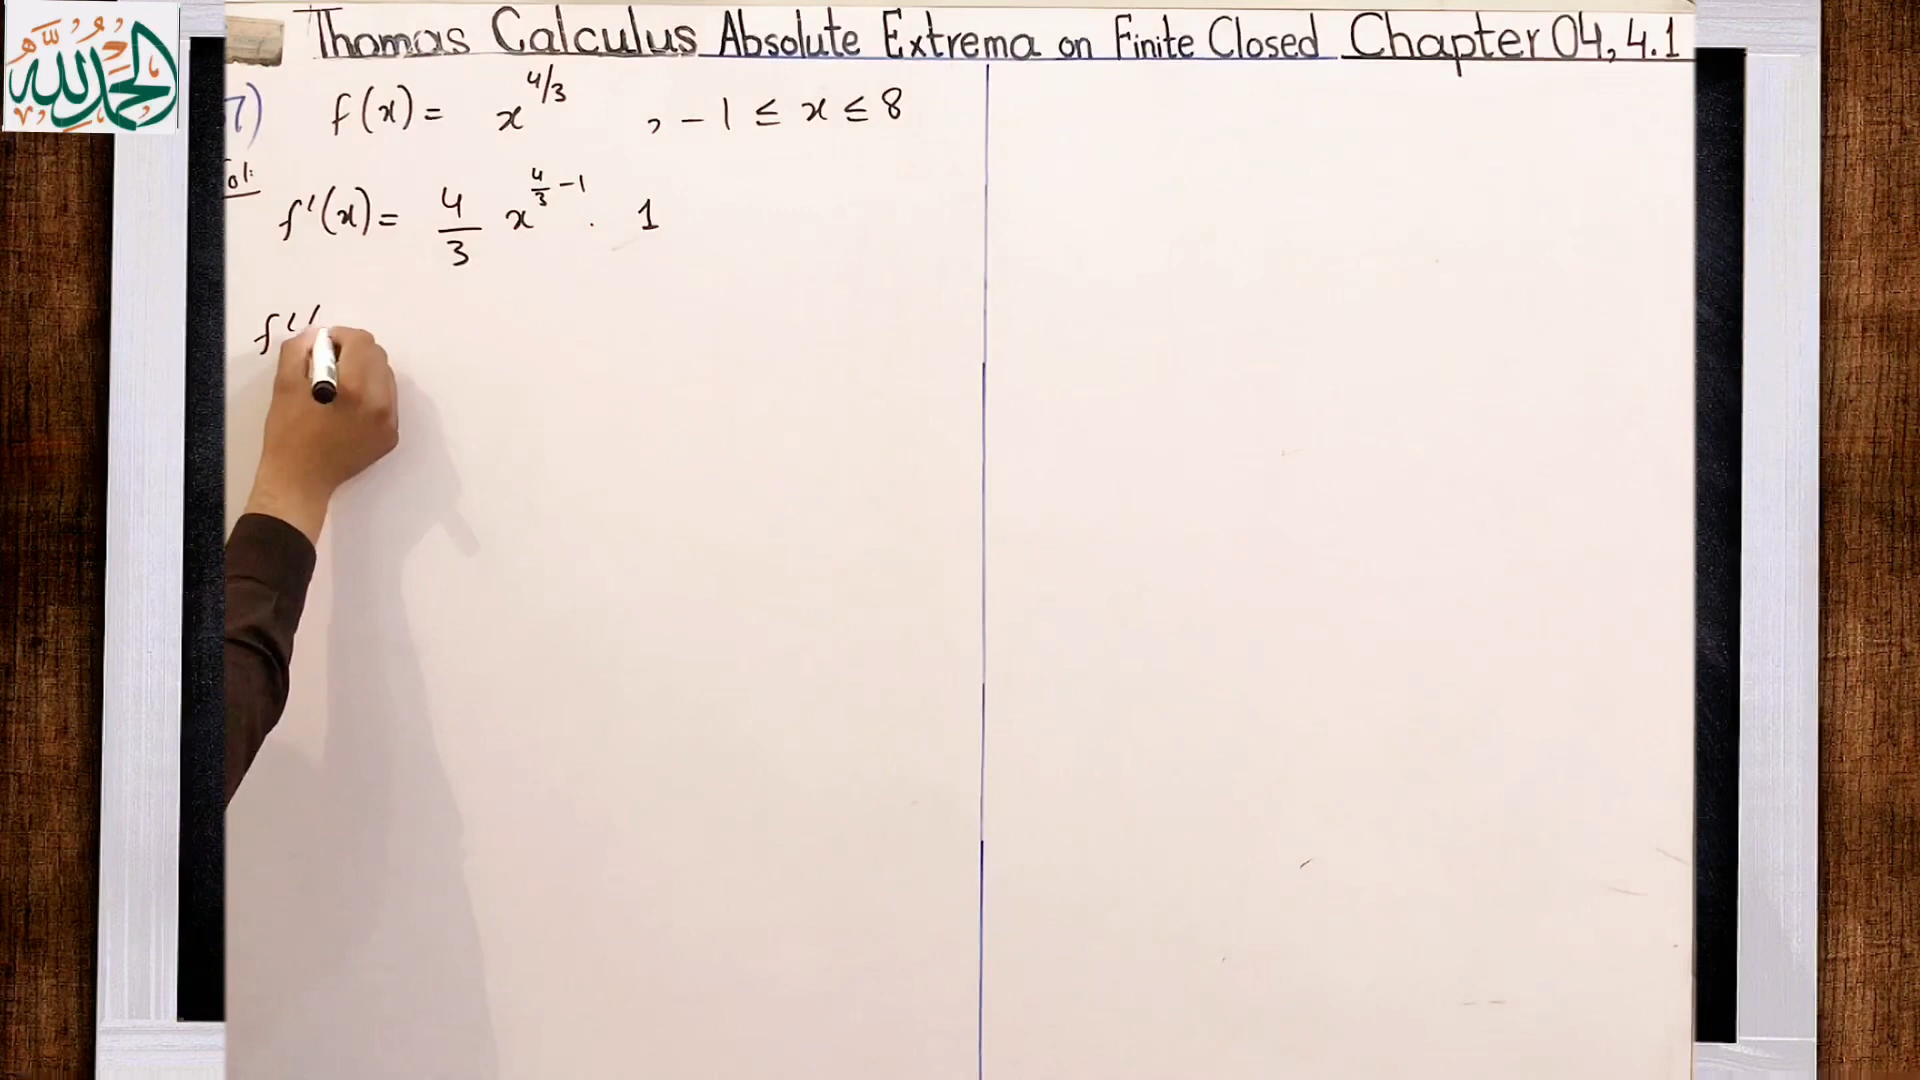 الحمد لله
Thomas Calculus Absolute Extrema on Finite Closed Chapter 04, 4.1
7) f(x) = x^{4/3} , -1 ≤ x ≤ 8
f'(x) = 4/3 x^{4/3 - 1} . 1